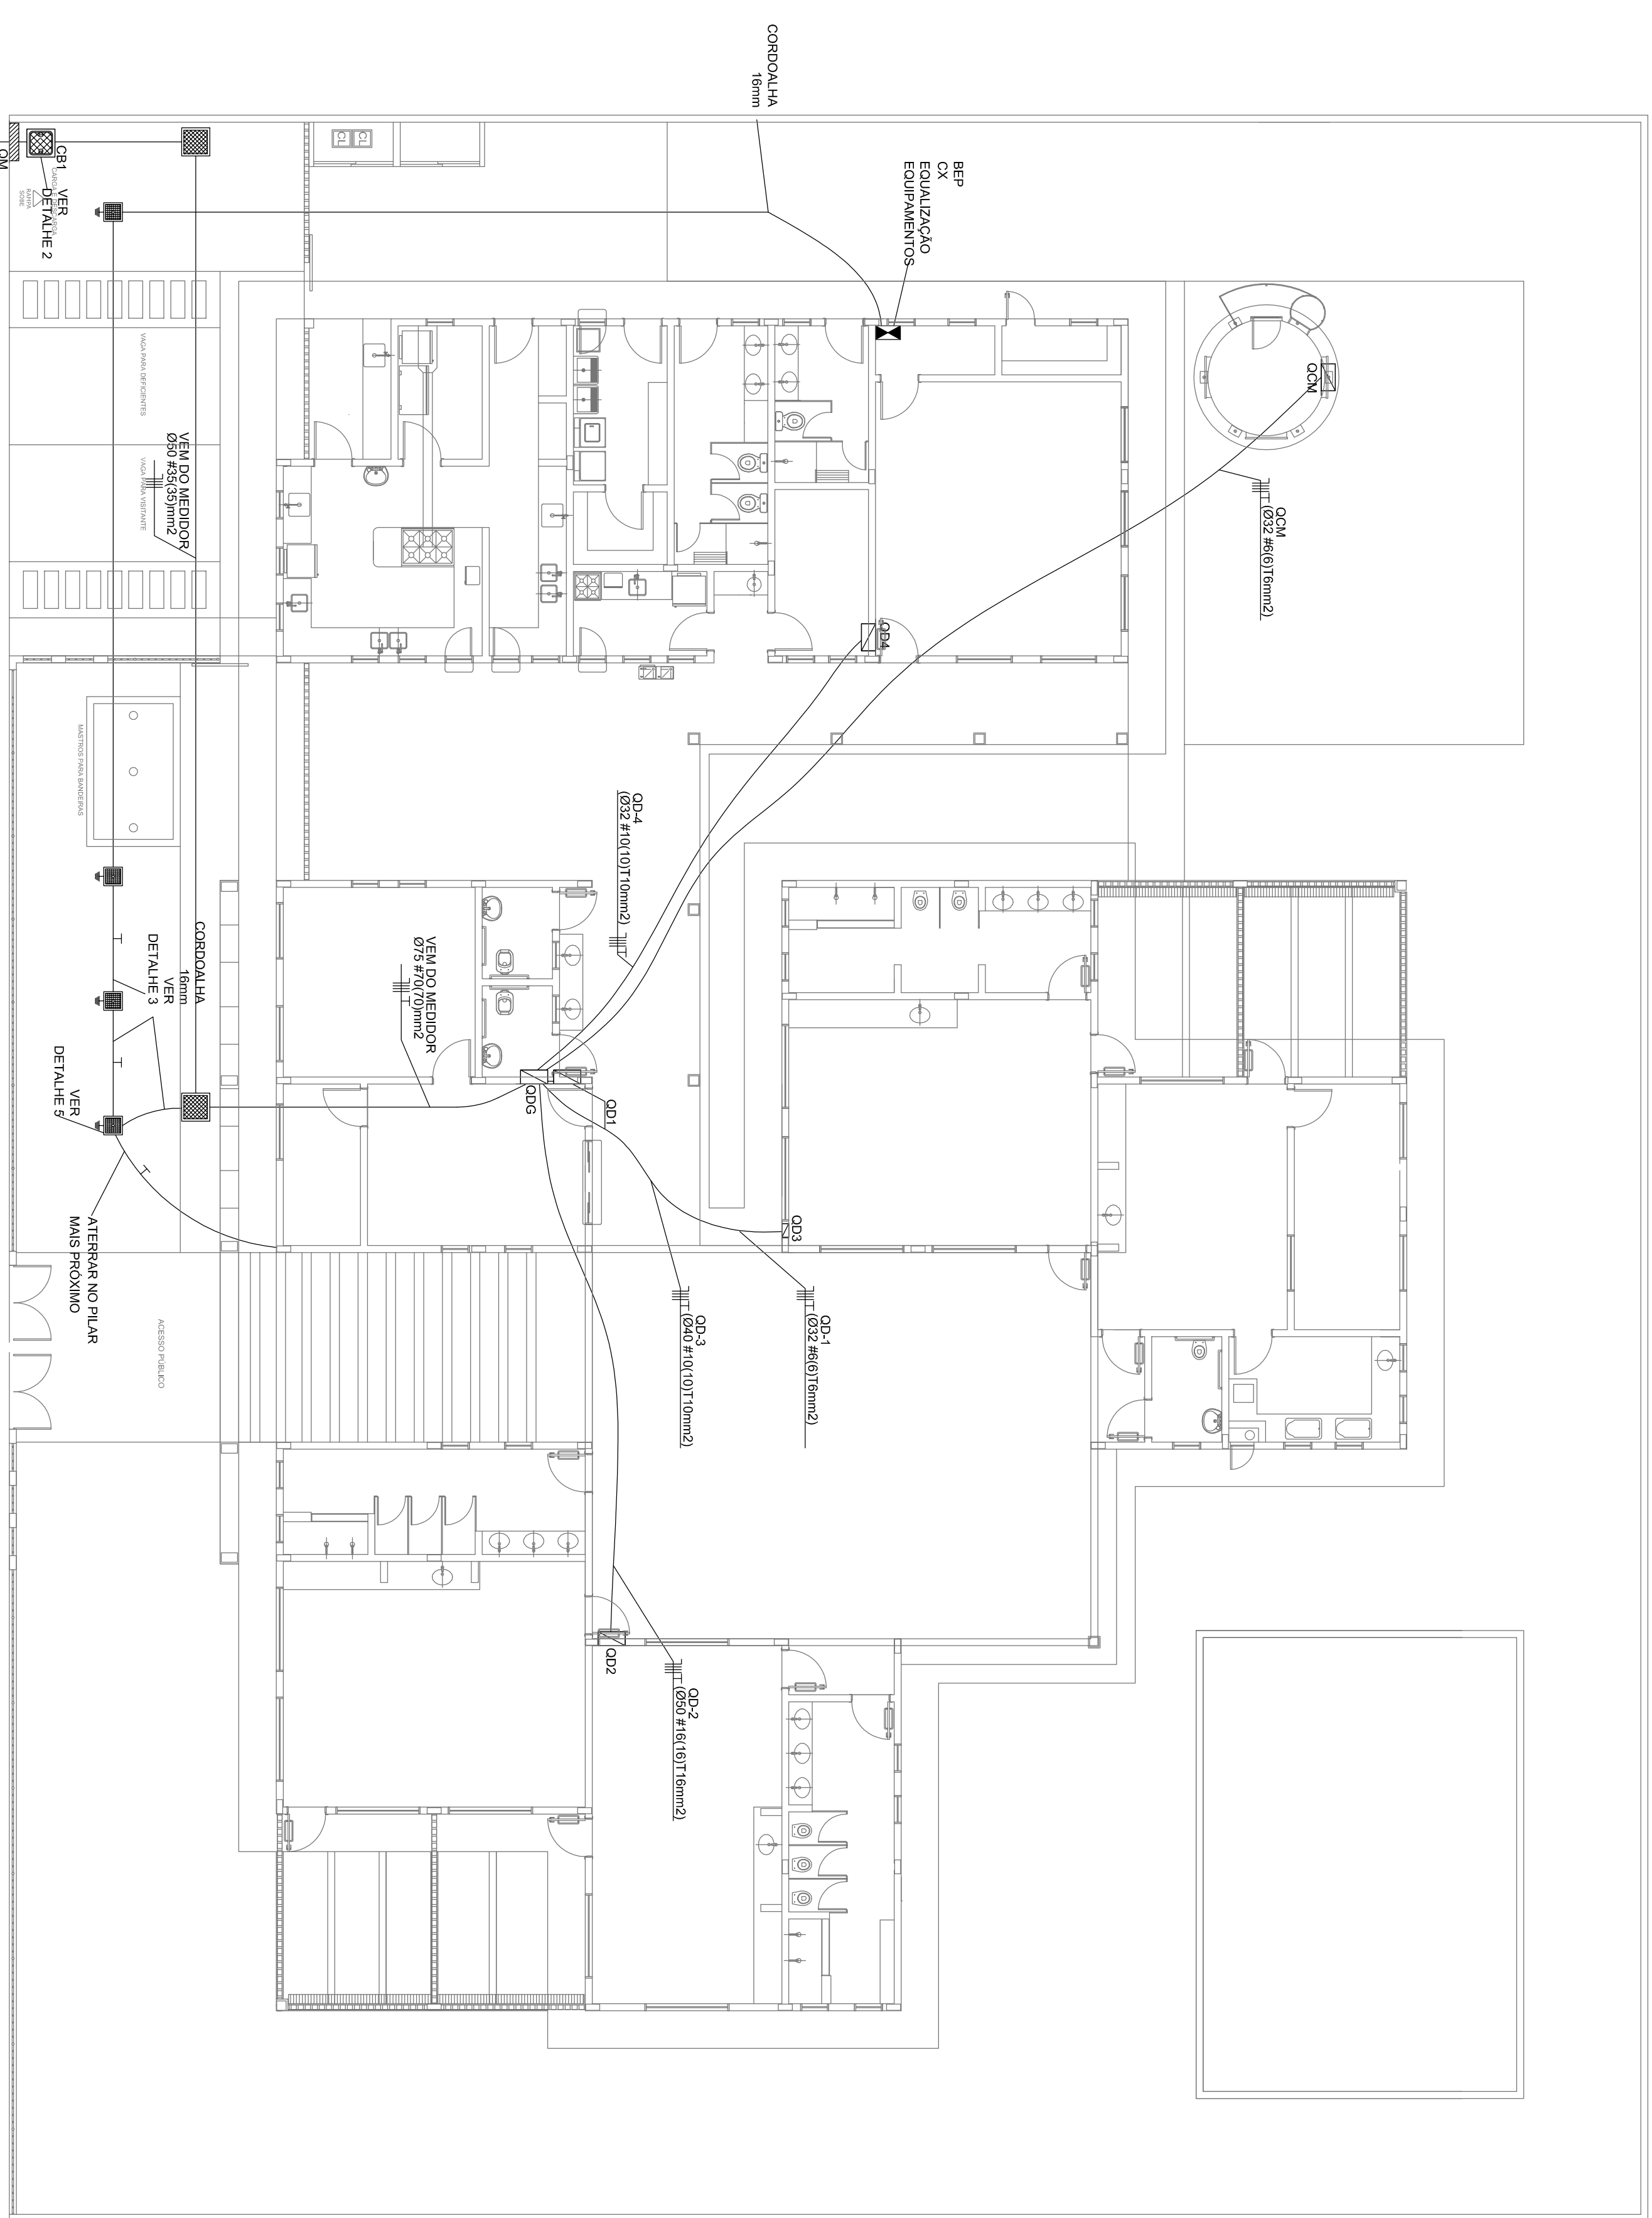 CORDOALHA
16mm
BEP
CX
EQUALIZAÇÃO
EQUIPAMENTOS
QM
CB1
VER
DETALHE 2
RAMPA
SOBE
CL
CL
VAGA PARA DEFICIENTES
VEM DO MEDIDOR
Ø50 #35(35)mm2
VAGA PARA VISITANTE
QCM
QCM
(Ø32 #6(6)T6mm2)
QD4
MASTROS PARA BANDEIRAS
QD-4
(Ø32 #10(10)T10mm2)
CORDOALHA
16mm
VER
DETALHE 3
VEM DO MEDIDOR
Ø75 #70(70)mm2
VER
DETALHE 5
QDG
QD1
QD3
ATERRAR NO PILAR
MAIS PRÓXIMO
ACESSO PÚBLICO
QD-3
(Ø40 #10(10)T10mm2)
QD-1
(Ø32 #6(6)T6mm2)
QD2
QD-2
(Ø50 #16(16)T16mm2)